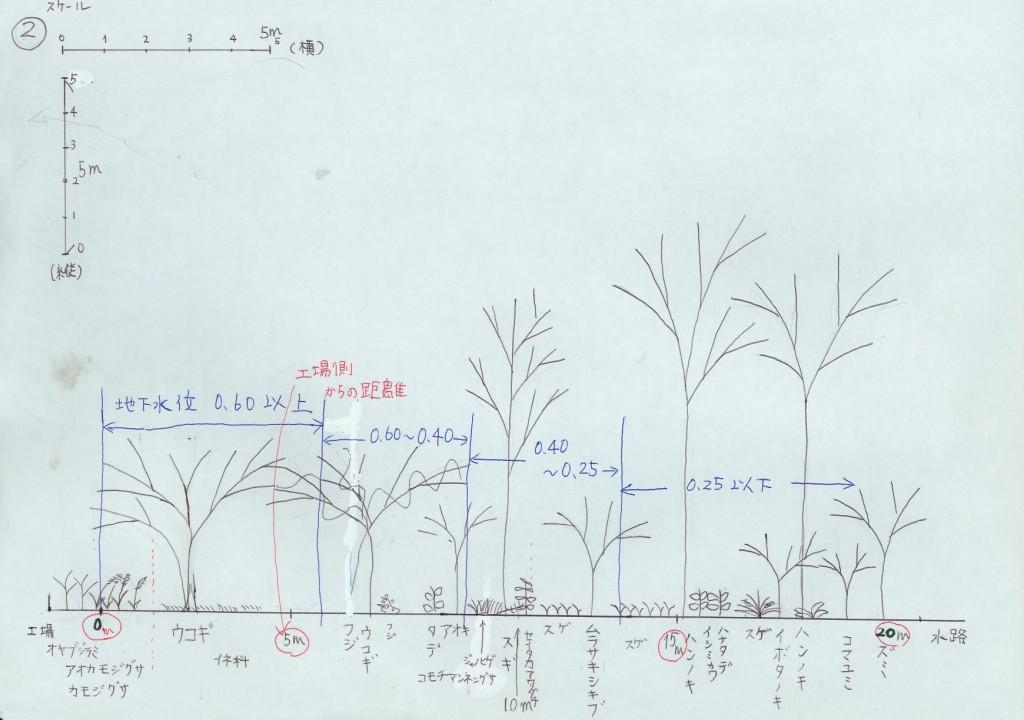 スケール
②
0 1 2 3 4 5m
5
(横)
5
4
3
5m
2
1
0
(縦)
工場側
からの距離
地下水位 0.60以上
0.60～0.40
0.40
～0.25
0.25以下
工場
0m
オヤブジラミ
アオカモジグサ
カモジグサ
ウコギ
イネ科
5m
フジ
ウコギ
フジ
タデ
アオキ
ジャノヒゲ
コモチマンネングサ
スギ
10m
セイタカアワダチ
スゲ
ムラサキシキブ
スゲ
15m
ハンノキ
イシミカワ
ハナタデ
スゲ
イボタノキ
ハンノキ
コマユミ
20m
ズミ
水路